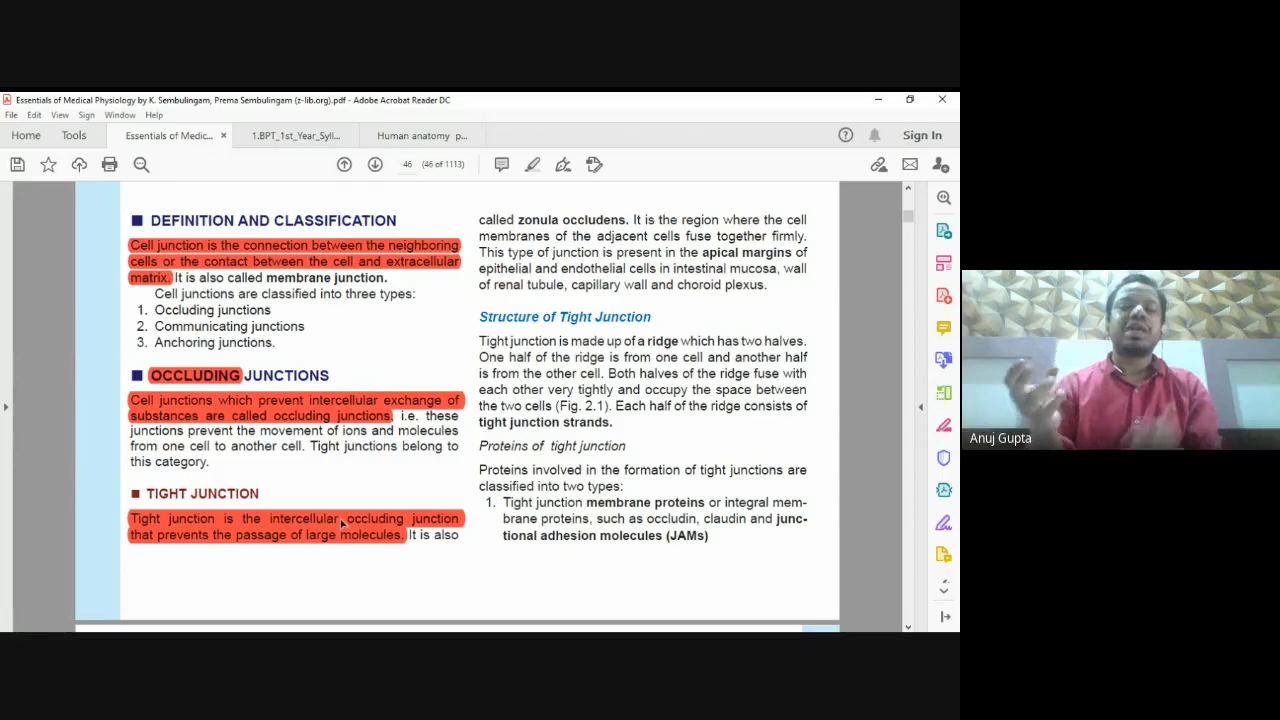 Essentials of Medical Physiology by K. Sembulingam, Prema Sembulingam (z-lib.org).pdf - Adobe Acrobat Reader DC
File Edit View Sign Window Help
Home Tools Essentials of Medic... × 1.BPT_1st_Year_Syll... Human anatomy p... Sign In
46 (46 of 1113)
■ DEFINITION AND CLASSIFICATION
Cell junction is the connection between the neighboring
cells or the contact between the cell and extracellular
matrix. It is also called membrane junction.
Cell junctions are classified into three types:
1. Occluding junctions
2. Communicating junctions
3. Anchoring junctions.
■ OCCLUDING JUNCTIONS
Cell junctions which prevent intercellular exchange of
substances are called occluding junctions, i.e. these
junctions prevent the movement of ions and molecules
from one cell to another cell. Tight junctions belong to
this category.
■ TIGHT JUNCTION
Tight junction is the intercellular occluding junction
that prevents the passage of large molecules. It is also
called zonula occludens. It is the region where the cell
membranes of the adjacent cells fuse together firmly.
This type of junction is present in the apical margins of
epithelial and endothelial cells in intestinal mucosa, wall
of renal tubule, capillary wall and choroid plexus.
Structure of Tight Junction
Tight junction is made up of a ridge which has two halves.
One half of the ridge is from one cell and another half
is from the other cell. Both halves of the ridge fuse with
each other very tightly and occupy the space between
the two cells (Fig. 2.1). Each half of the ridge consists of
tight junction strands.
Proteins of tight junction
Proteins involved in the formation of tight junctions are
classified into two types:
1. Tight junction membrane proteins or integral mem-
brane proteins, such as occludin, claudin and junc-
tional adhesion molecules (JAMs)
Anuj Gupta